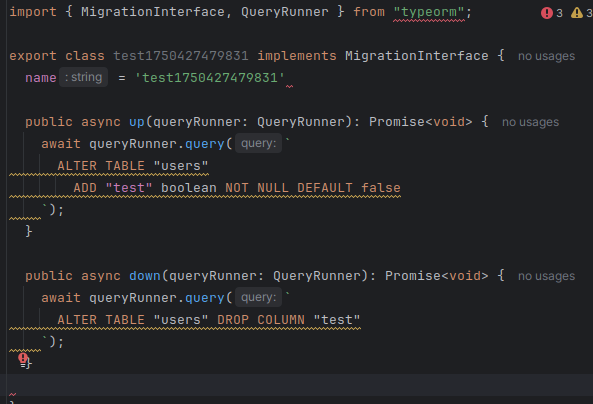 import { MigrationInterface, QueryRunner } from "typeorm"; 3 3
export class test1750427479831 implements MigrationInterface { no usages
name : string = 'test1750427479831'
public async up(queryRunner: QueryRunner): Promise<void> { no usages
await queryRunner.query( query: `
ALTER TABLE "users"
ADD "test" boolean NOT NULL DEFAULT false
`);
}
public async down(queryRunner: QueryRunner): Promise<void> { no usages
await queryRunner.query( query: `
ALTER TABLE "users" DROP COLUMN "test"
`);
}